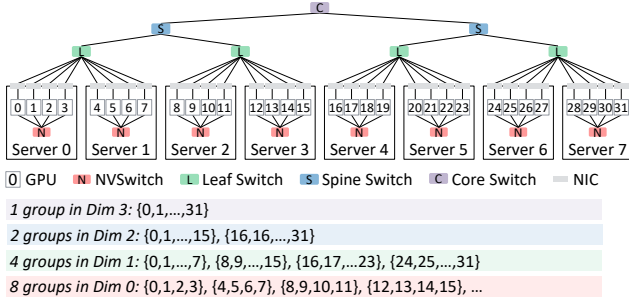 C
S S
L L L L
0 1 2 3 4 5 6 7 8 9 10 11 12 13 14 15 16 17 18 19 20 21 22 23 24 25 26 27 28 29 30 31
N N N N N N N N
Server 0 Server 1 Server 2 Server 3 Server 4 Server 5 Server 6 Server 7
0 GPU N NVSwitch L Leaf Switch S Spine Switch C Core Switch NIC
1 group in Dim 3: {0,1,...,31}
2 groups in Dim 2: {0,1,...,15}, {16,16,...,31}
4 groups in Dim 1: {0,1,...,7}, {8,9,...,15}, {16,17,...23}, {24,25,...,31}
8 groups in Dim 0: {0,1,2,3}, {4,5,6,7}, {8,9,10,11}, {12,13,14,15}, ...